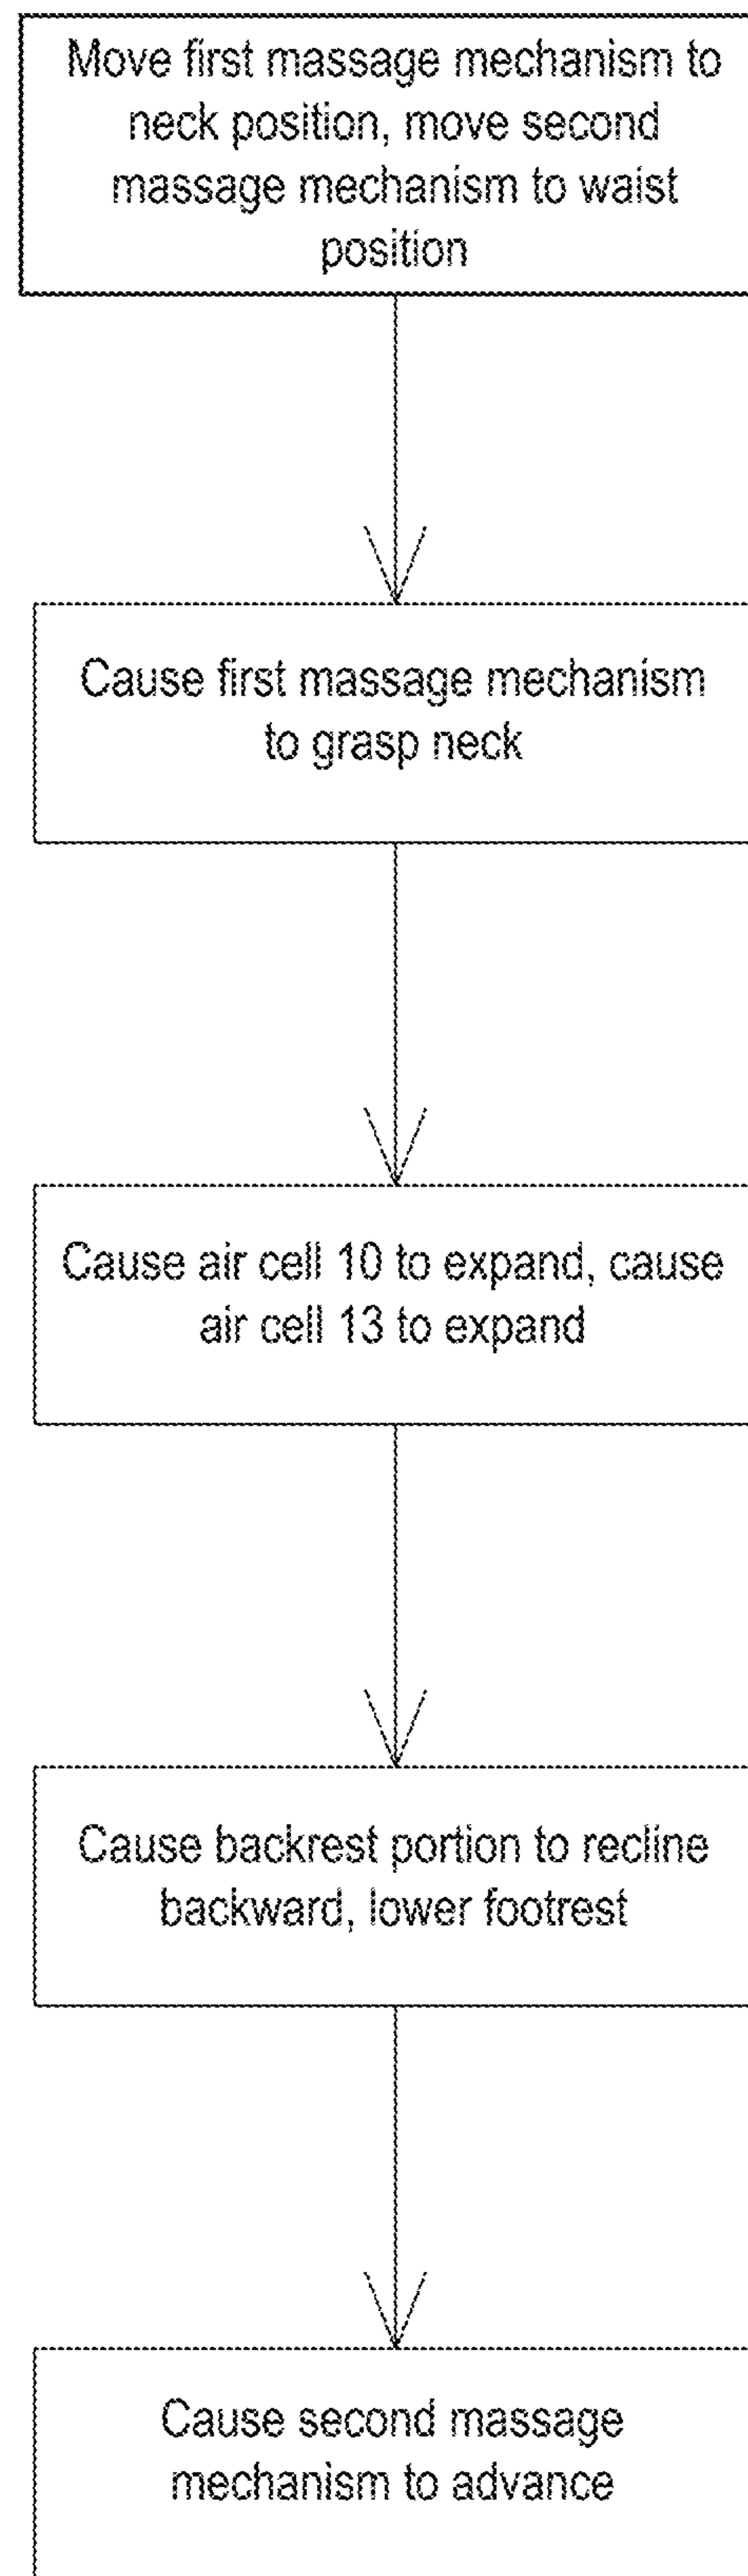 Move first massage mechanism to
neck position, move second
massage mechanism to waist
position
Cause first massage mechanism
to grasp neck
Cause air cell 10 to expand, cause
air cell 13 to expand
Cause backrest portion to recline
backward, lower footrest
Cause second massage
mechanism to advance